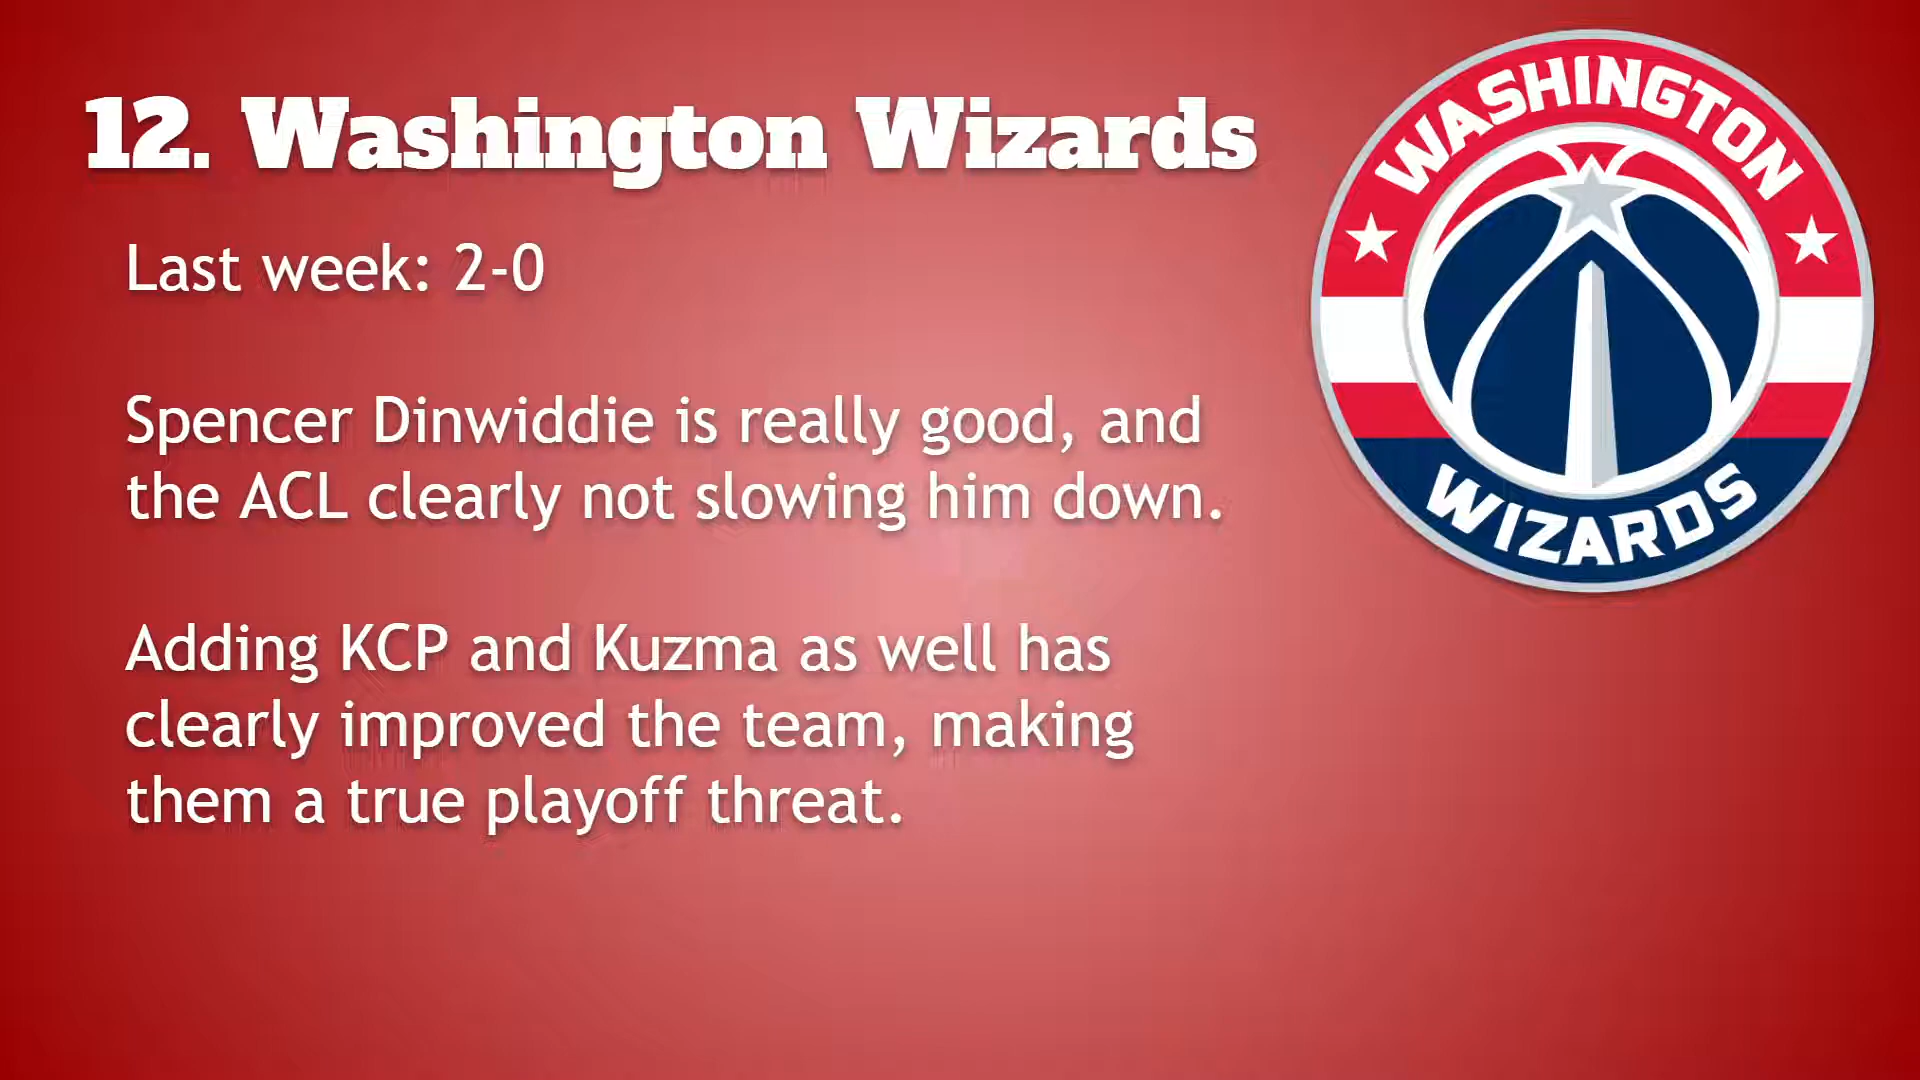 12. Washington Wizards
Last week: 2-0
Spencer Dinwiddie is really good, and
the ACL clearly not slowing him down.
Adding KCP and Kuzma as well has
clearly improved the team, making
them a true playoff threat.
WASHINGTON
WIZARDS